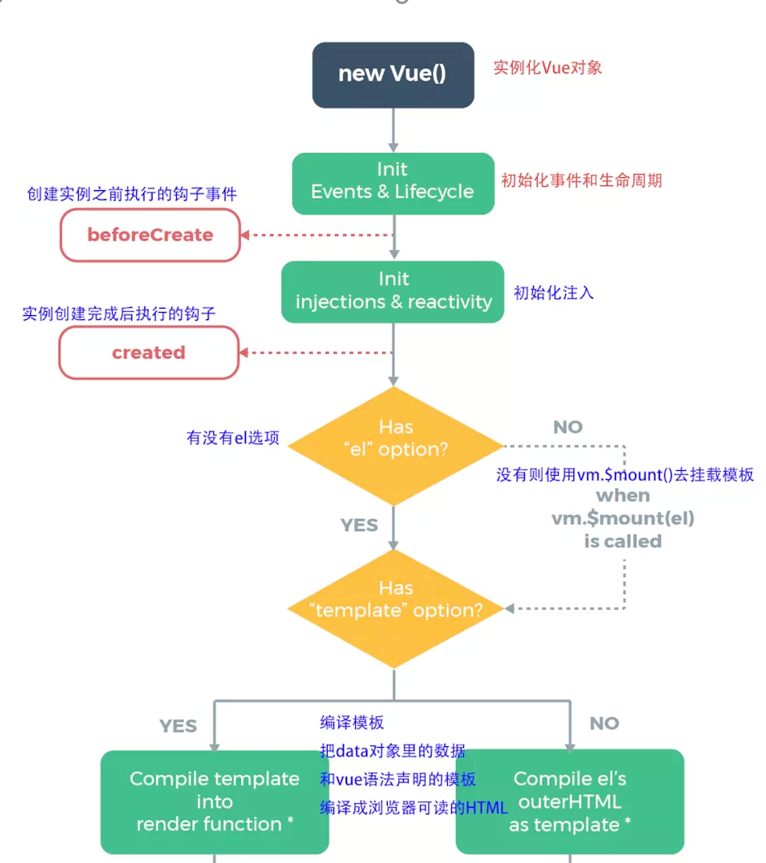 new Vue()
实例化Vue对象
Init
Events & Lifecycle
初始化事件和生命周期
创建实例之前执行的钩子事件
beforeCreate
Init
injections & reactivity
初始化注入
实例创建完成后执行的钩子
created
Has
“el” option?
有没有el选项
NO
没有则使用vm.$mount()去挂载模板
when
vm.$mount(el)
is called
YES
Has
“template” option?
YES
NO
编译模板
把data对象里的数据
和vue语法声明的模板
编译成浏览器可读的HTML
Compile template
into
render function *
Compile el’s
outerHTML
as template *